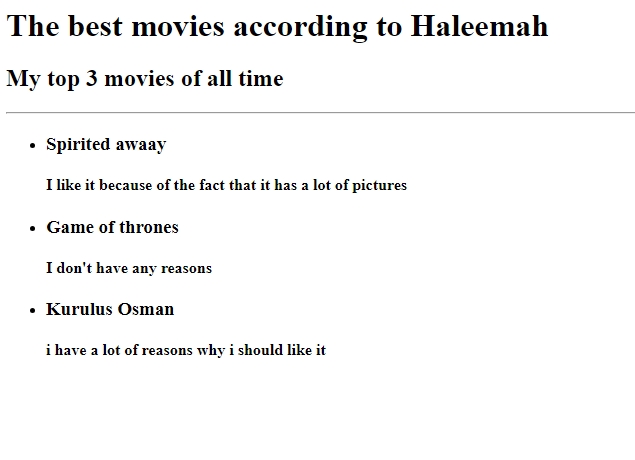 The best movies according to Haleemah
My top 3 movies of all time
Spirited awaay
I like it because of the fact that it has a lot of pictures
Game of thrones
I don't have any reasons
Kurulus Osman
i have a lot of reasons why i should like it